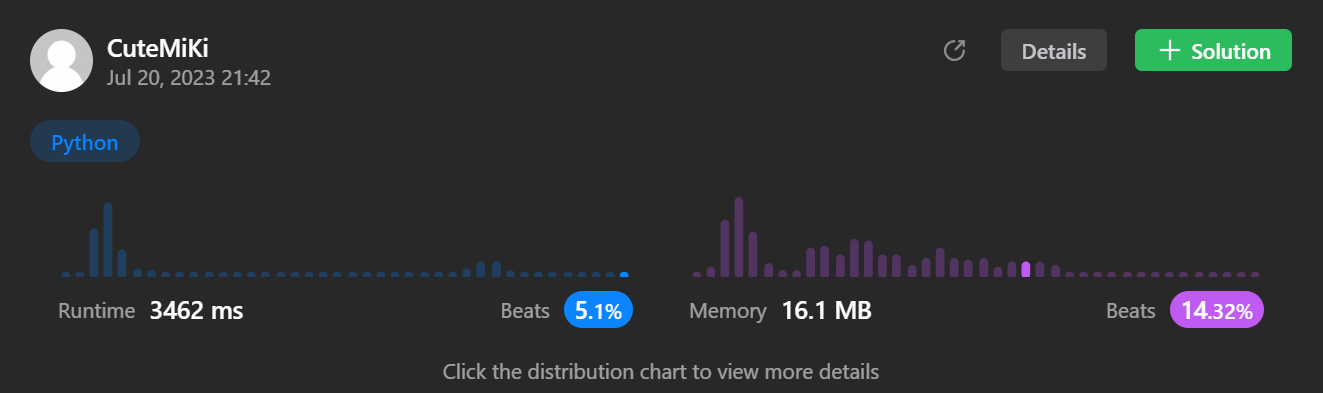 CuteMiKi
Jul 20, 2023 21:42
Details
+ Solution
Python
Runtime 3462 ms Beats 5.1%
Memory 16.1 MB Beats 14.32%
Click the distribution chart to view more details